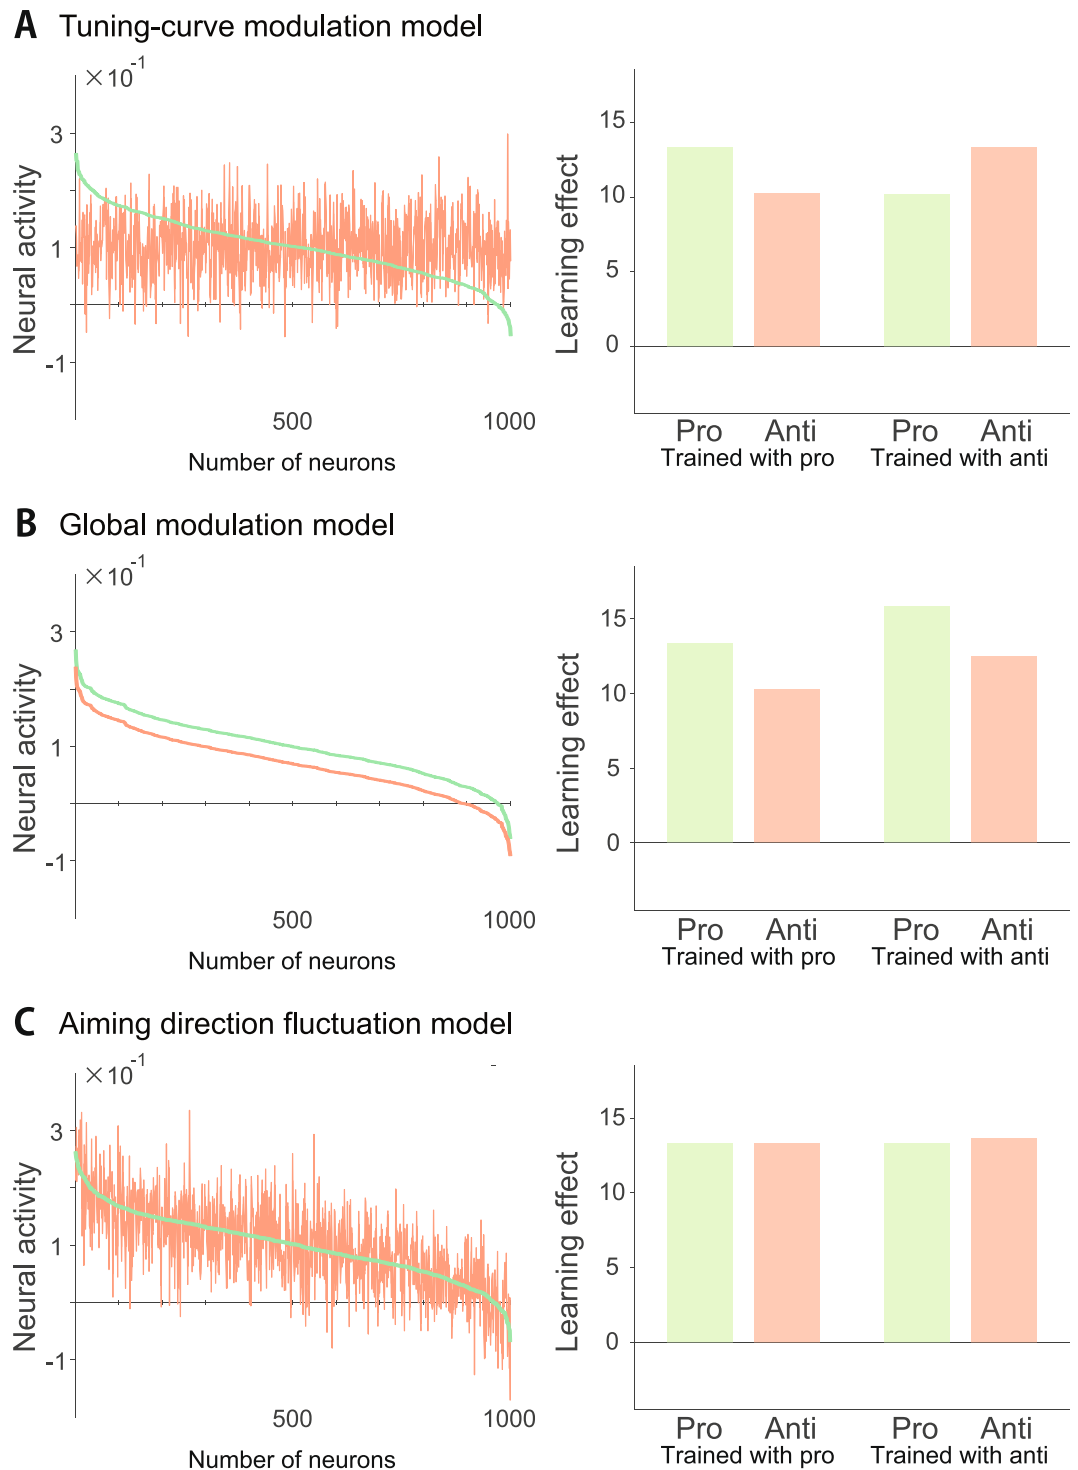 A Tuning-curve modulation model
×10-1
3
1
-1
Neural activity
500
1000
Number of neurons
15
10
5
0
Learning effect
Pro Anti Pro Anti
Trained with pro Trained with anti
B Global modulation model
×10-1
3
1
-1
Neural activity
500
1000
Number of neurons
15
10
5
0
Learning effect
Pro Anti Pro Anti
Trained with pro Trained with anti
C Aiming direction fluctuation model
×10-1
3
1
-1
Neural activity
500
1000
Number of neurons
15
10
5
0
Learning effect
Pro Anti Pro Anti
Trained with pro Trained with anti